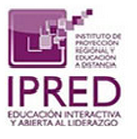 INSTITUTO DE
PROYECCIÓN
REGIONAL Y
EDUCACIÓN
A DISTANCIA
IPRED
EDUCACIÓN INTERACTIVA
Y ABIERTA AL LIDERAZGO